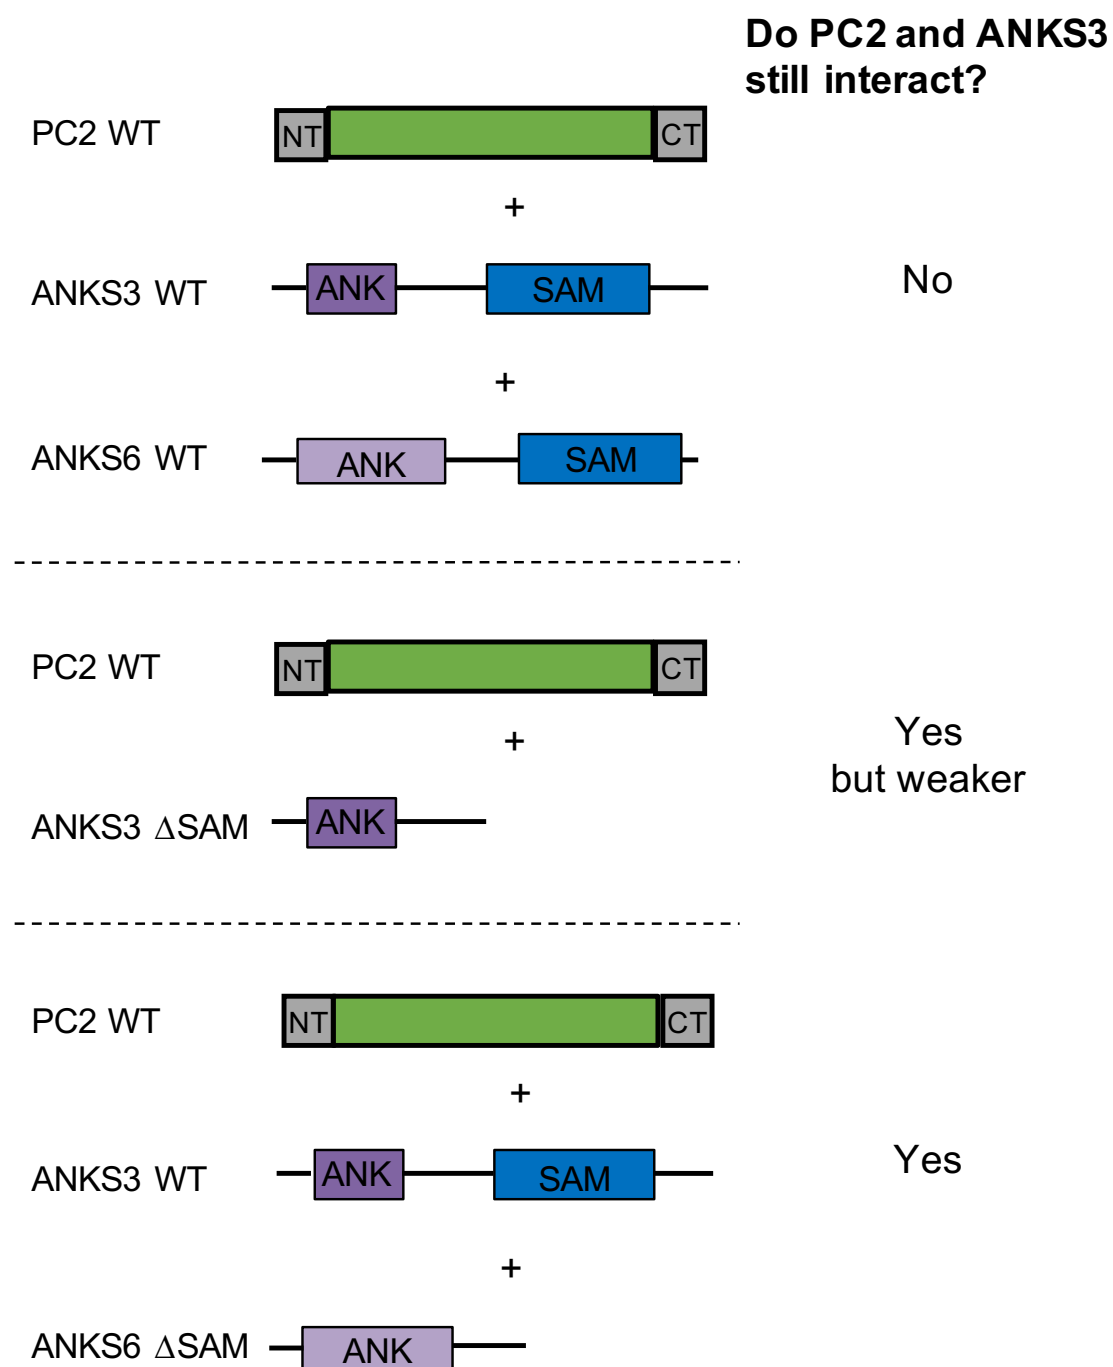 Do PC2 and ANKS3
still interact?
PC2 WT
NT
CT
+
ANKS3 WT
ANK
SAM
No
+
ANKS6 WT
ANK
SAM
PC2 WT
NT
CT
+
Yes
but weaker
ANKS3 ΔSAM
ANK
PC2 WT
NT
CT
+
ANKS3 WT
ANK
SAM
Yes
+
ANKS6 ΔSAM
ANK